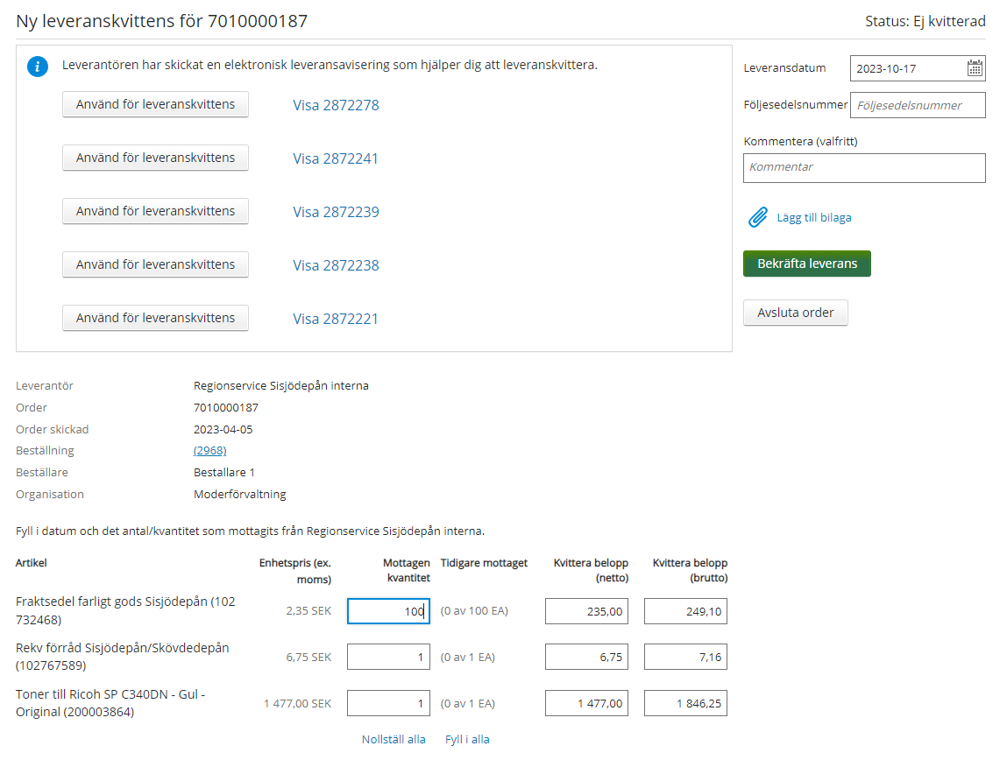 Ny leveranskvittens för 7010000187
Status: Ej kvitterad
Leverantören har skickat en elektronisk leveransavisering som hjälper dig att leveranskvittera.
Använd för leveranskvittens Visa 2872278
Använd för leveranskvittens Visa 2872241
Använd för leveranskvittens Visa 2872239
Använd för leveranskvittens Visa 2872238
Använd för leveranskvittens Visa 2872221
Leveransdatum 2023-10-17
Följesedelsnummer Följesedelsnummer
Kommentera (valfritt)
Kommentar
Lägg till bilaga
Bekräfta leverans
Avsluta order
Leverantör Regionservice Sisjödepån interna
Order 7010000187
Order skickad 2023-04-05
Beställning (2968)
Beställare Bestallare 1
Organisation Moderförvaltning
Fyll i datum och det antal/kvantitet som mottagits från Regionservice Sisjödepån interna.
Artikel Enhetspris (ex. Mottagen Tidigare mottaget Kvittera belopp Kvittera belopp
moms) kvantitet (netto) (brutto)
Fraktsedel farligt gods Sisjödepån (102
732468) 2,35 SEK 100 (0 av 100 EA) 235,00 249,10
Rekv förråd Sisjödepån/Skövdedepån
(102767589) 6,75 SEK 1 (0 av 1 EA) 6,75 7,16
Toner till Ricoh SP C340DN - Gul -
Original (200003864) 1 477,00 SEK 1 (0 av 1 EA) 1 477,00 1 846,25
Nollställ alla Fyll i alla